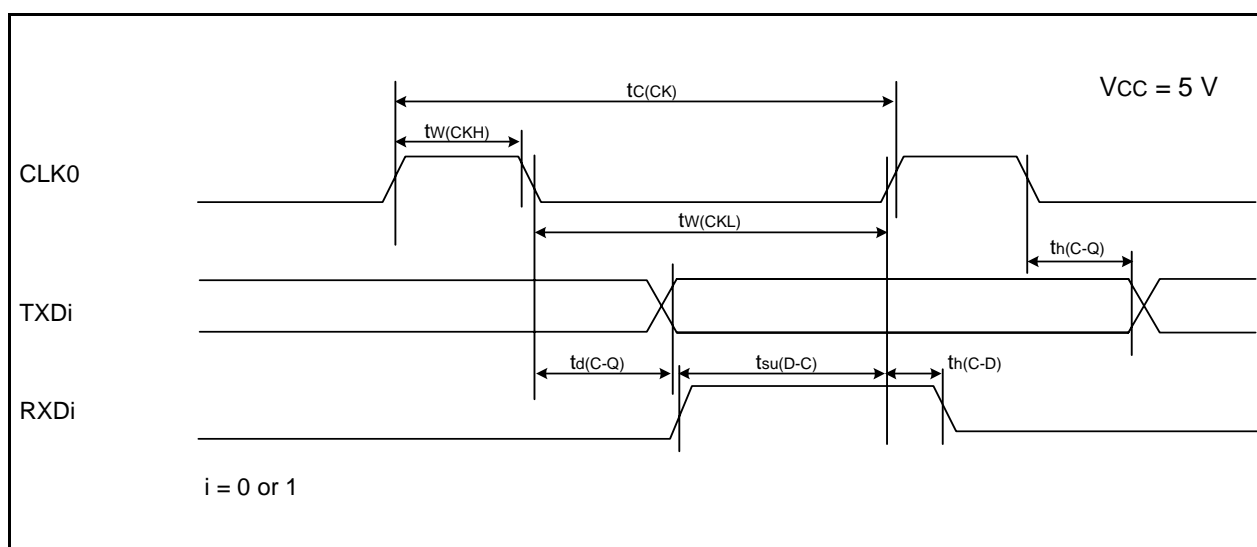 VCC = 5 V
tC(CK)
tW(CKH)
CLK0
tW(CKL)
th(C-Q)
TXDi
td(C-Q)
tsu(D-C)
th(C-D)
RXDi
i = 0 or 1